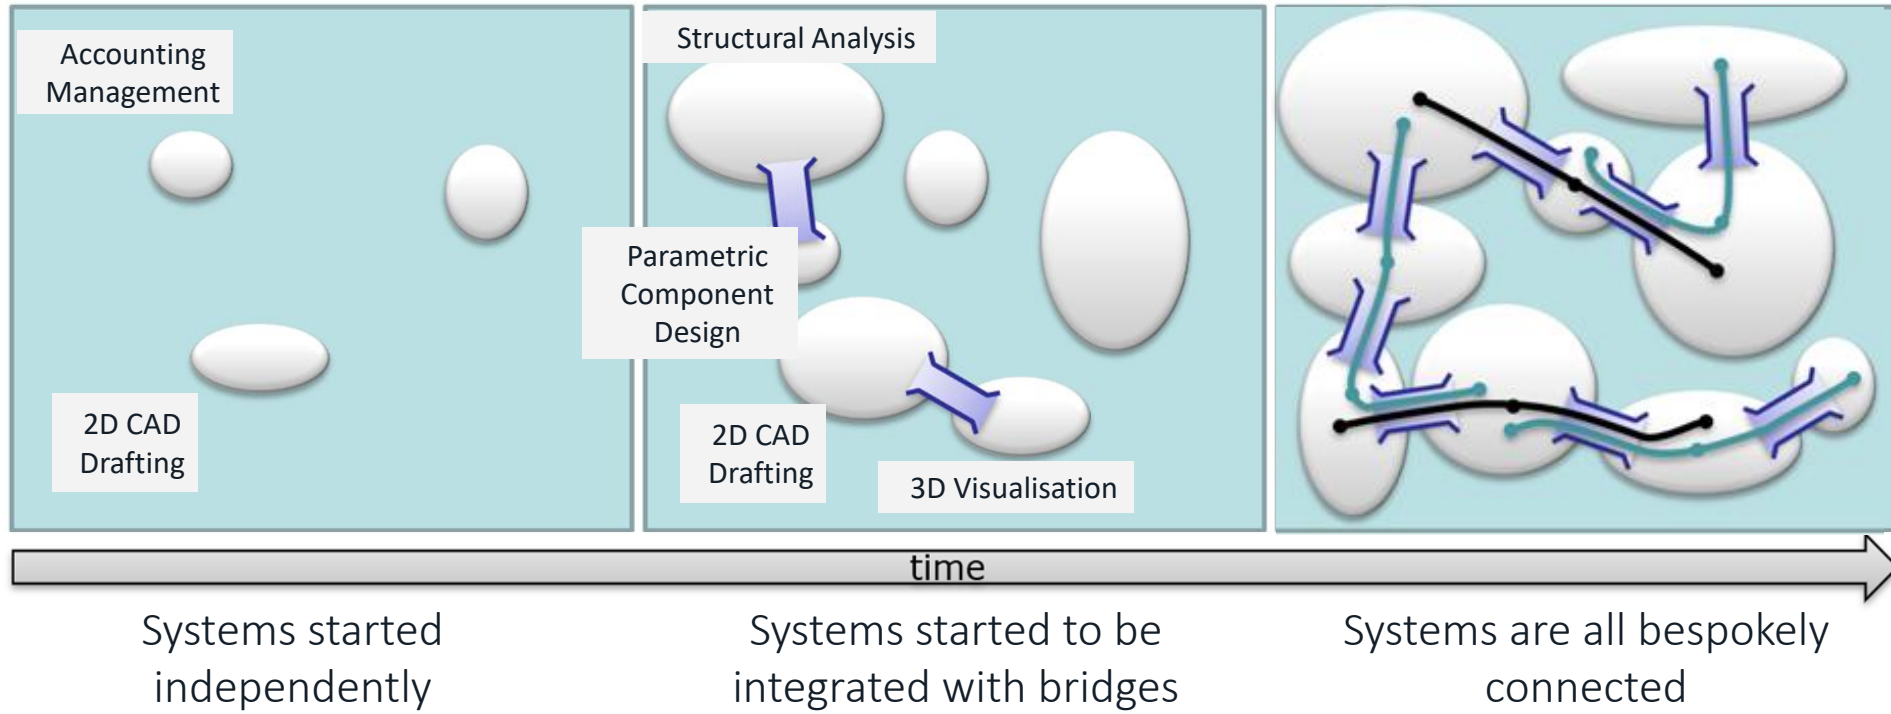 Accounting
Management
2D CAD
Drafting
Structural Analysis
Parametric
Component
Design
2D CAD
Drafting
3D Visualisation
time
Systems started
independently
Systems started to be
integrated with bridges
Systems are all bespokely
connected